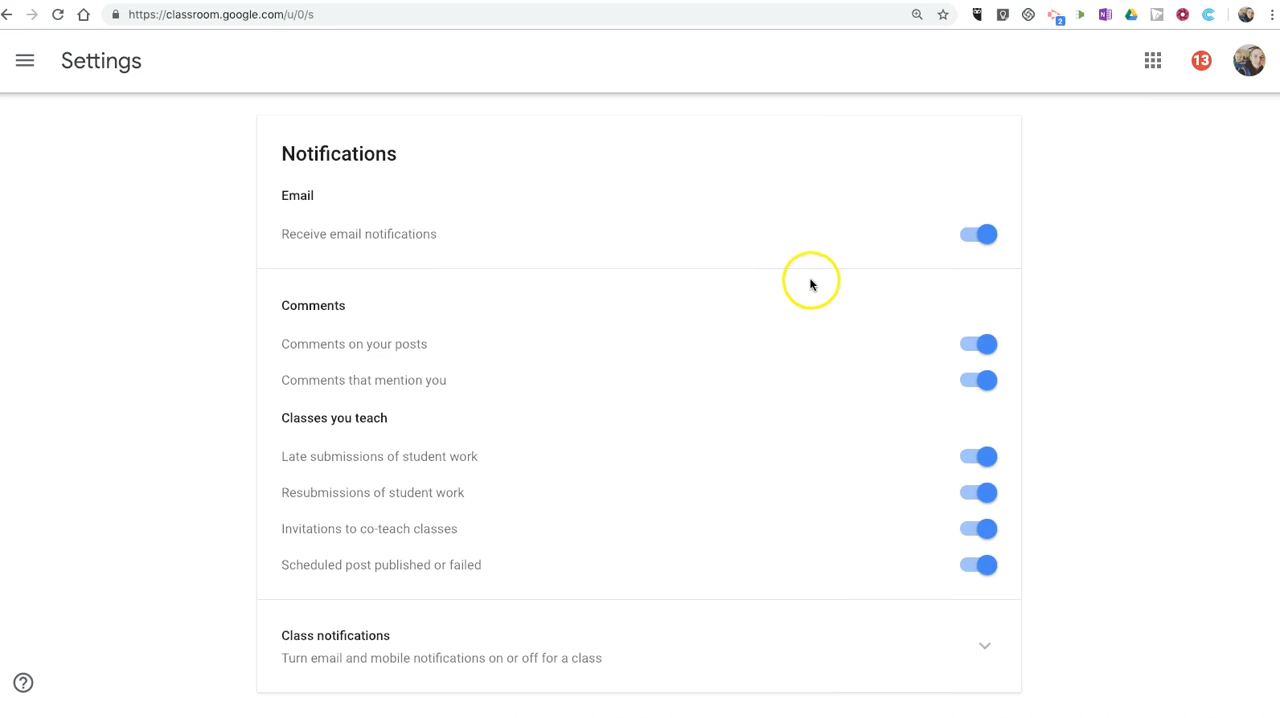 https://classroom.google.com/u/0/s
2
Settings
13
Notifications
Email
Receive email notifications
Comments
Comments on your posts
Comments that mention you
Classes you teach
Late submissions of student work
Resubmissions of student work
Invitations to co-teach classes
Scheduled post published or failed
Class notifications
Turn email and mobile notifications on or off for a class